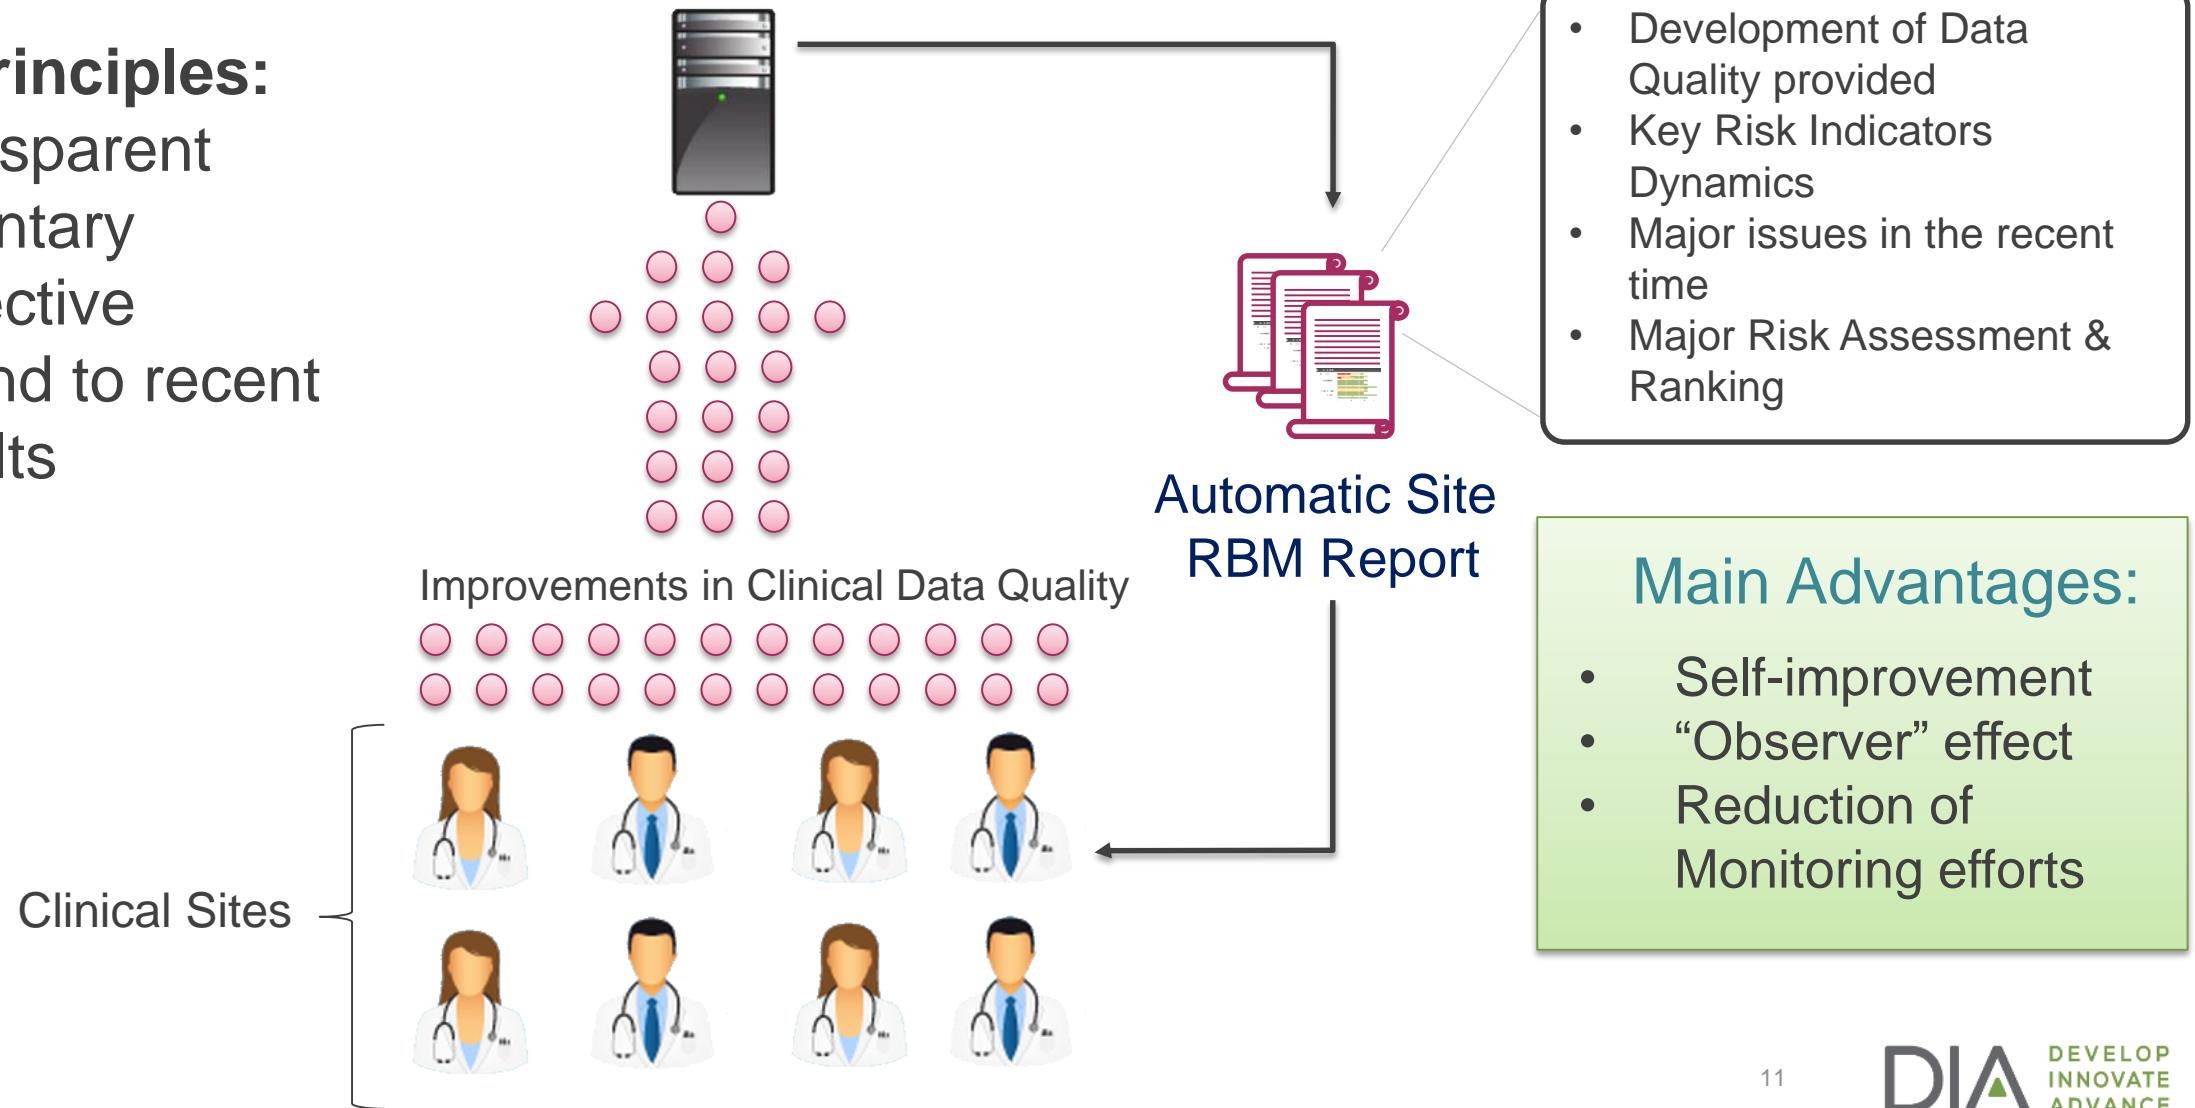 rinciples:
sparent
ntary
ective
nd to recent
lts
• Development of Data
Quality provided
• Key Risk Indicators
Dynamics
• Major issues in the recent
time
• Major Risk Assessment &
Ranking
Automatic Site
RBM Report
Improvements in Clinical Data Quality
Main Advantages:
• Self-improvement
• “Observer” effect
• Reduction of
Monitoring efforts
Clinical Sites
11
DIA
DEVELOP
INNOVATE
ADVANCE